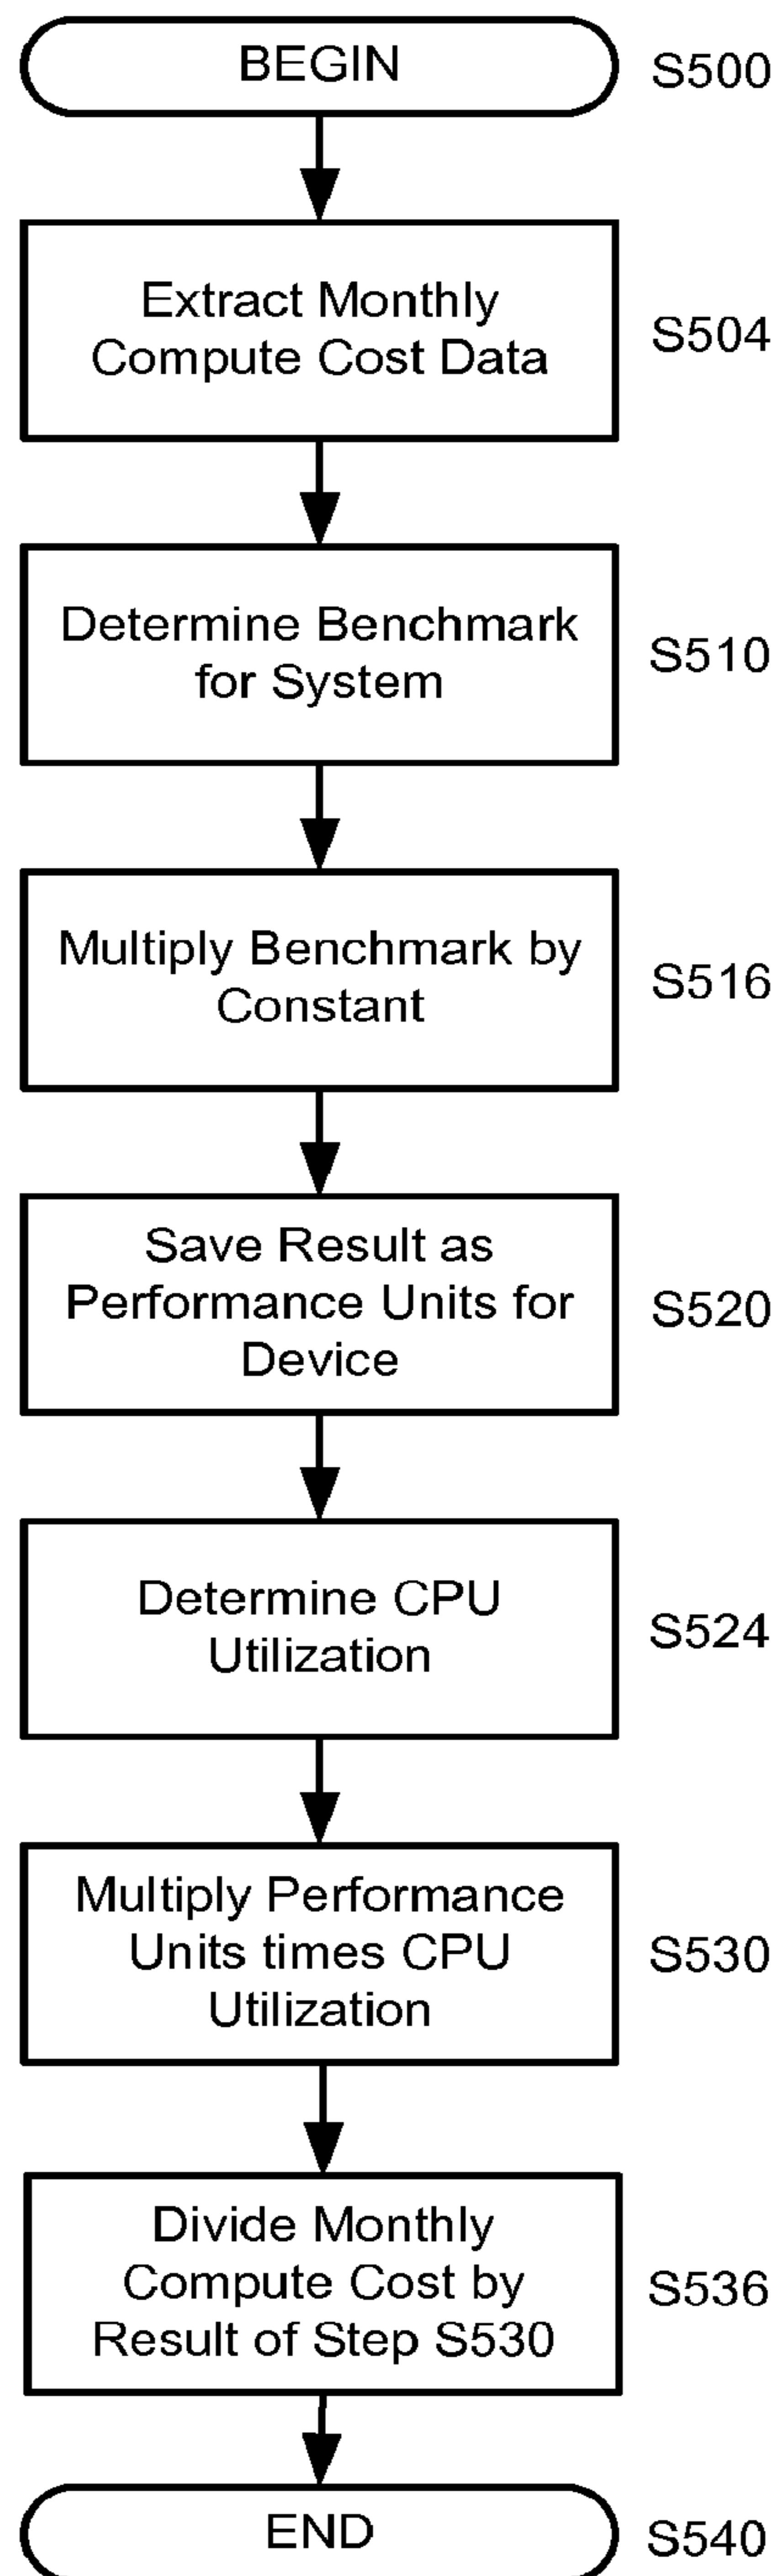 BEGIN
S500
Extract Monthly
Compute Cost Data
S504
Determine Benchmark
for System
S510
Multiply Benchmark by
Constant
S516
Save Result as
Performance Units for
Device
S520
Determine CPU
Utilization
S524
Multiply Performance
Units times CPU
Utilization
S530
Divide Monthly
Compute Cost by
Result of Step S530
S536
END
S540